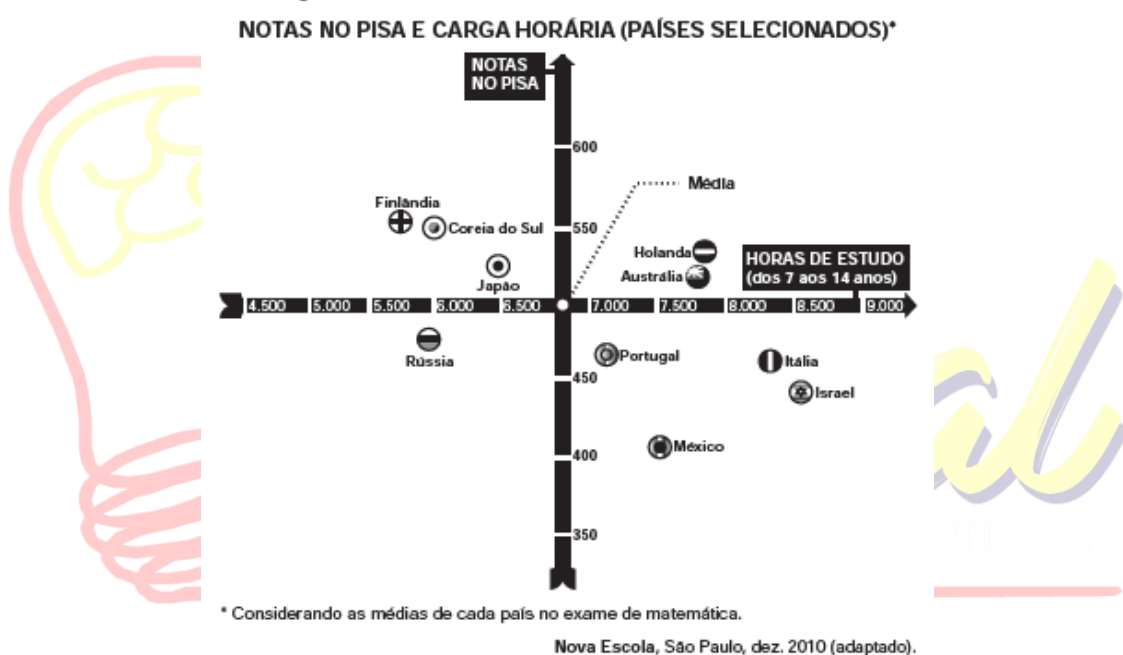 NOTAS NO PISA E CARGA HORÁRIA (PAÍSES SELECIONADOS)*
NOTAS
NO PISA
600
Média
Finlândia
550
Coreia do Sul
Holanda
HORAS DE ESTUDO
(dos 7 aos 14 anos)
Austrália
Japão
4.500 5.000 5.500 6.000 6.500 7.000 7.500 8.000 8.500 9.000
Rússia
Portugal
Itália
450
Israel
México
400
350
* Considerando as médias de cada país no exame de matemática.
Nova Escola, São Paulo, dez. 2010 (adaptado).